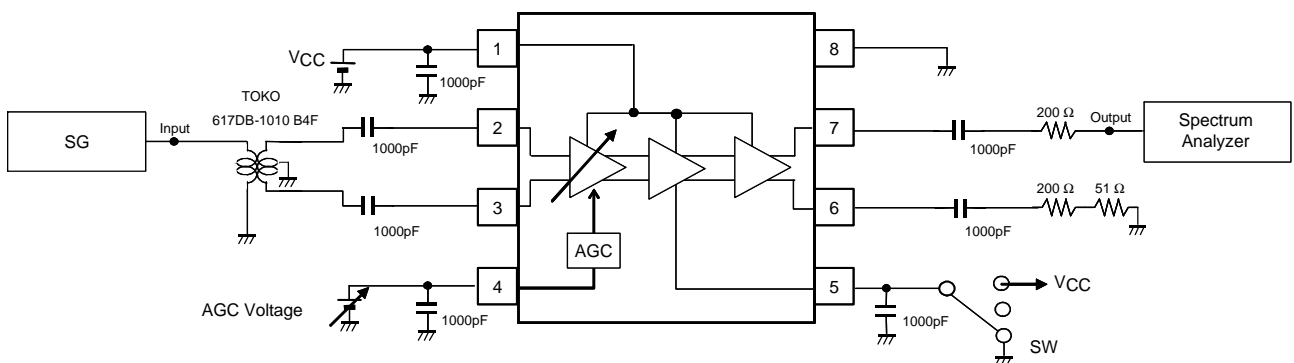 VCC
1000pF
1
8
TOKO
617DB-1010 B4F
SG
Input
1000pF
2
7
1000pF
200 Ω
Output
Spectrum
Analyzer
1000pF
3
6
1000pF
200 Ω
51 Ω
AGC
AGC Voltage
1000pF
4
5
1000pF
VCC
SW